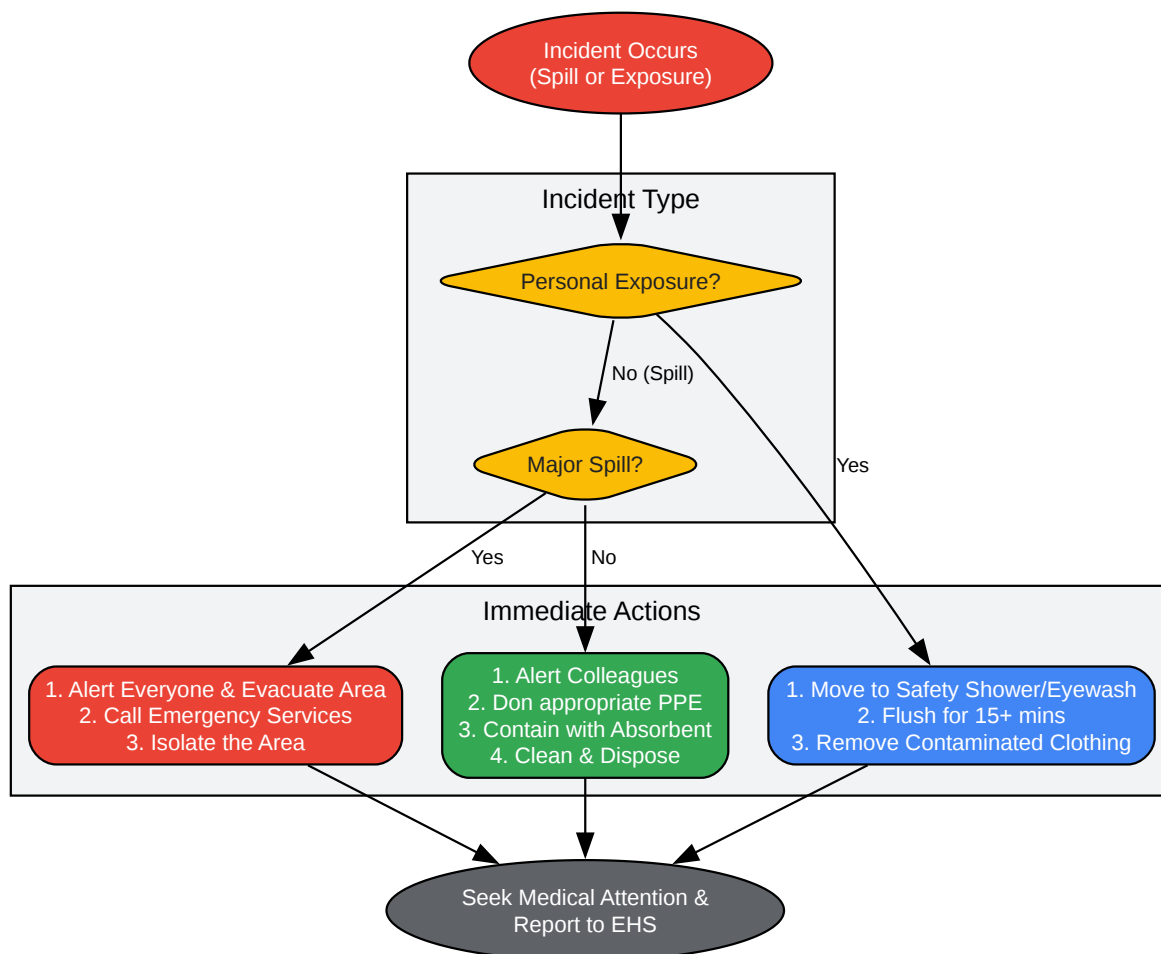 Incident Occurs
(Spill or Exposure)
Incident Type
Personal Exposure?
No (Spill)
Major Spill?
Yes
Yes
No
Immediate Actions
1. Alert Everyone & Evacuate Area
2. Call Emergency Services
3. Isolate the Area
1. Alert Colleagues
2. Don appropriate PPE
3. Contain with Absorbent
4. Clean & Dispose
1. Move to Safety Shower/Eyewash
2. Flush for 15+ mins
3. Remove Contaminated Clothing
Seek Medical Attention &
Report to EHS